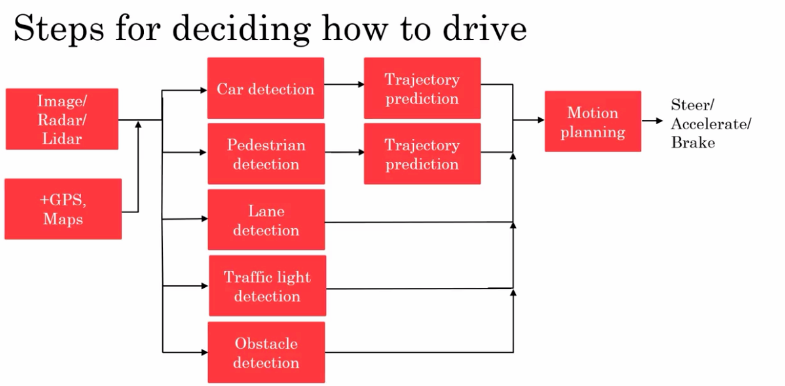 Steps for deciding how to drive
Image/
Radar/
Lidar
+GPS,
Maps
Car detection
Pedestrian
detection
Lane
detection
Traffic light
detection
Obstacle
detection
Trajectory
prediction
Trajectory
prediction
Motion
planning
Steer/
Accelerate/
Brake